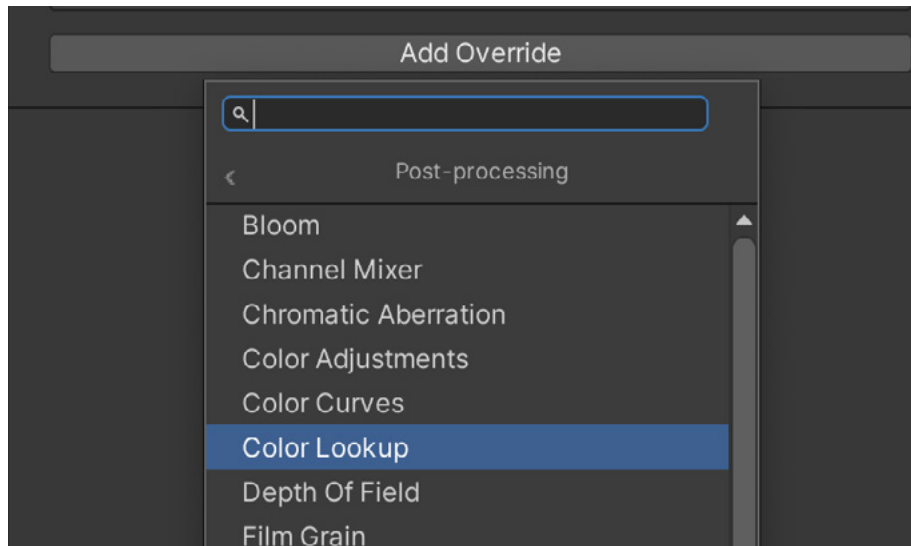 Add Override
Post-processing
Bloom
Channel Mixer
Chromatic Aberration
Color Adjustments
Color Curves
Color Lookup
Depth Of Field
Film Grain